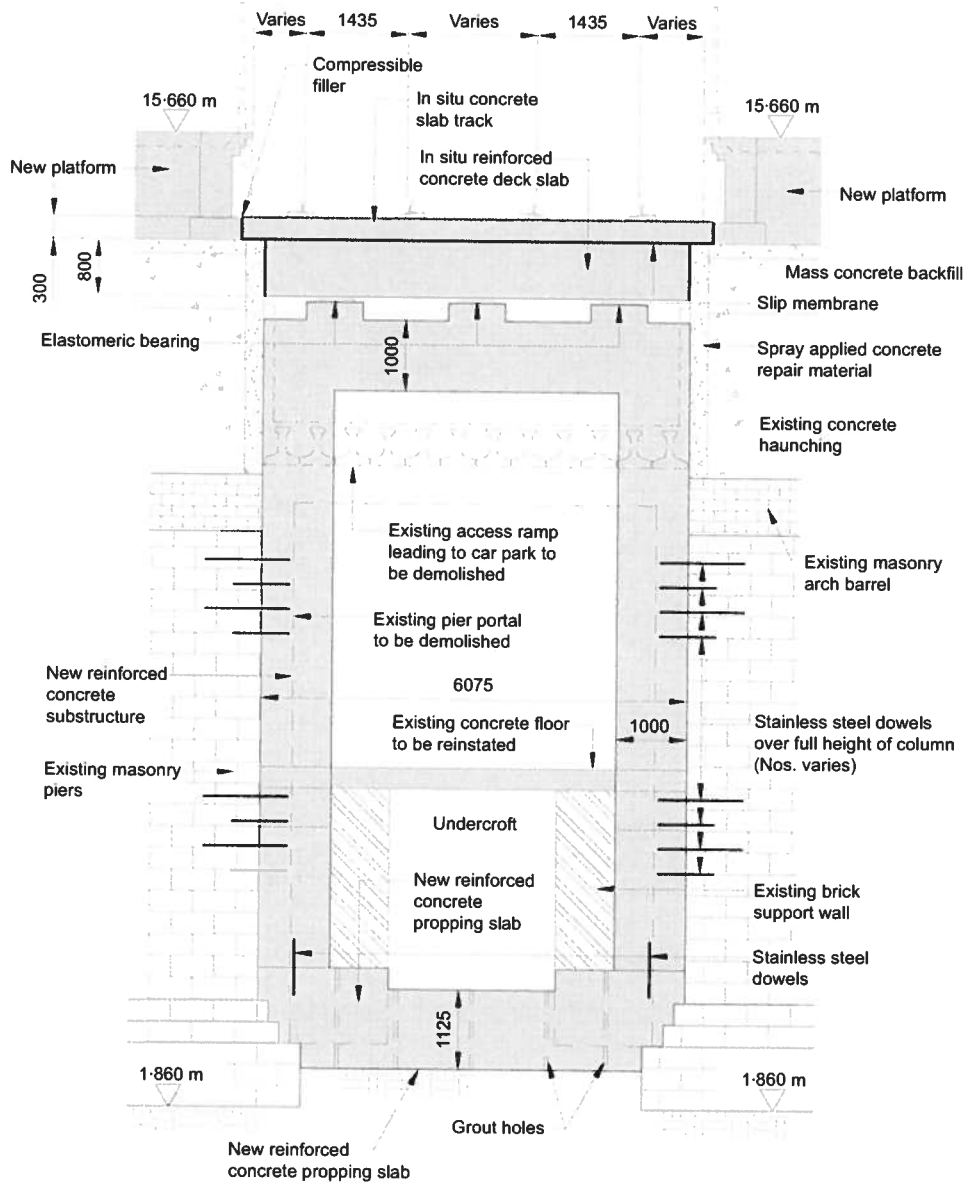 Varies
1435
Varies
1435
Varies
Compressible
filler
15·660 m
In situ concrete
slab track
15·660 m
In situ reinforced
concrete deck slab
New platform
New platform
300
800
Mass concrete backfill
Slip membrane
Elastomeric bearing
1000
Spray applied concrete
repair material
Existing concrete
haunching
Existing access ramp
leading to car park to
be demolished
Existing masonry
arch barrel
Existing pier portal
to be demolished
New reinforced
concrete
substructure
6075
Existing concrete floor
to be reinstated
1000
Stainless steel dowels
over full height of column
(Nos. varies)
Existing masonry
piers
Undercroft
New reinforced
concrete
propping slab
Existing brick
support wall
Stainless steel
dowels
1125
1·860 m
1·860 m
Grout holes
New reinforced
concrete propping slab